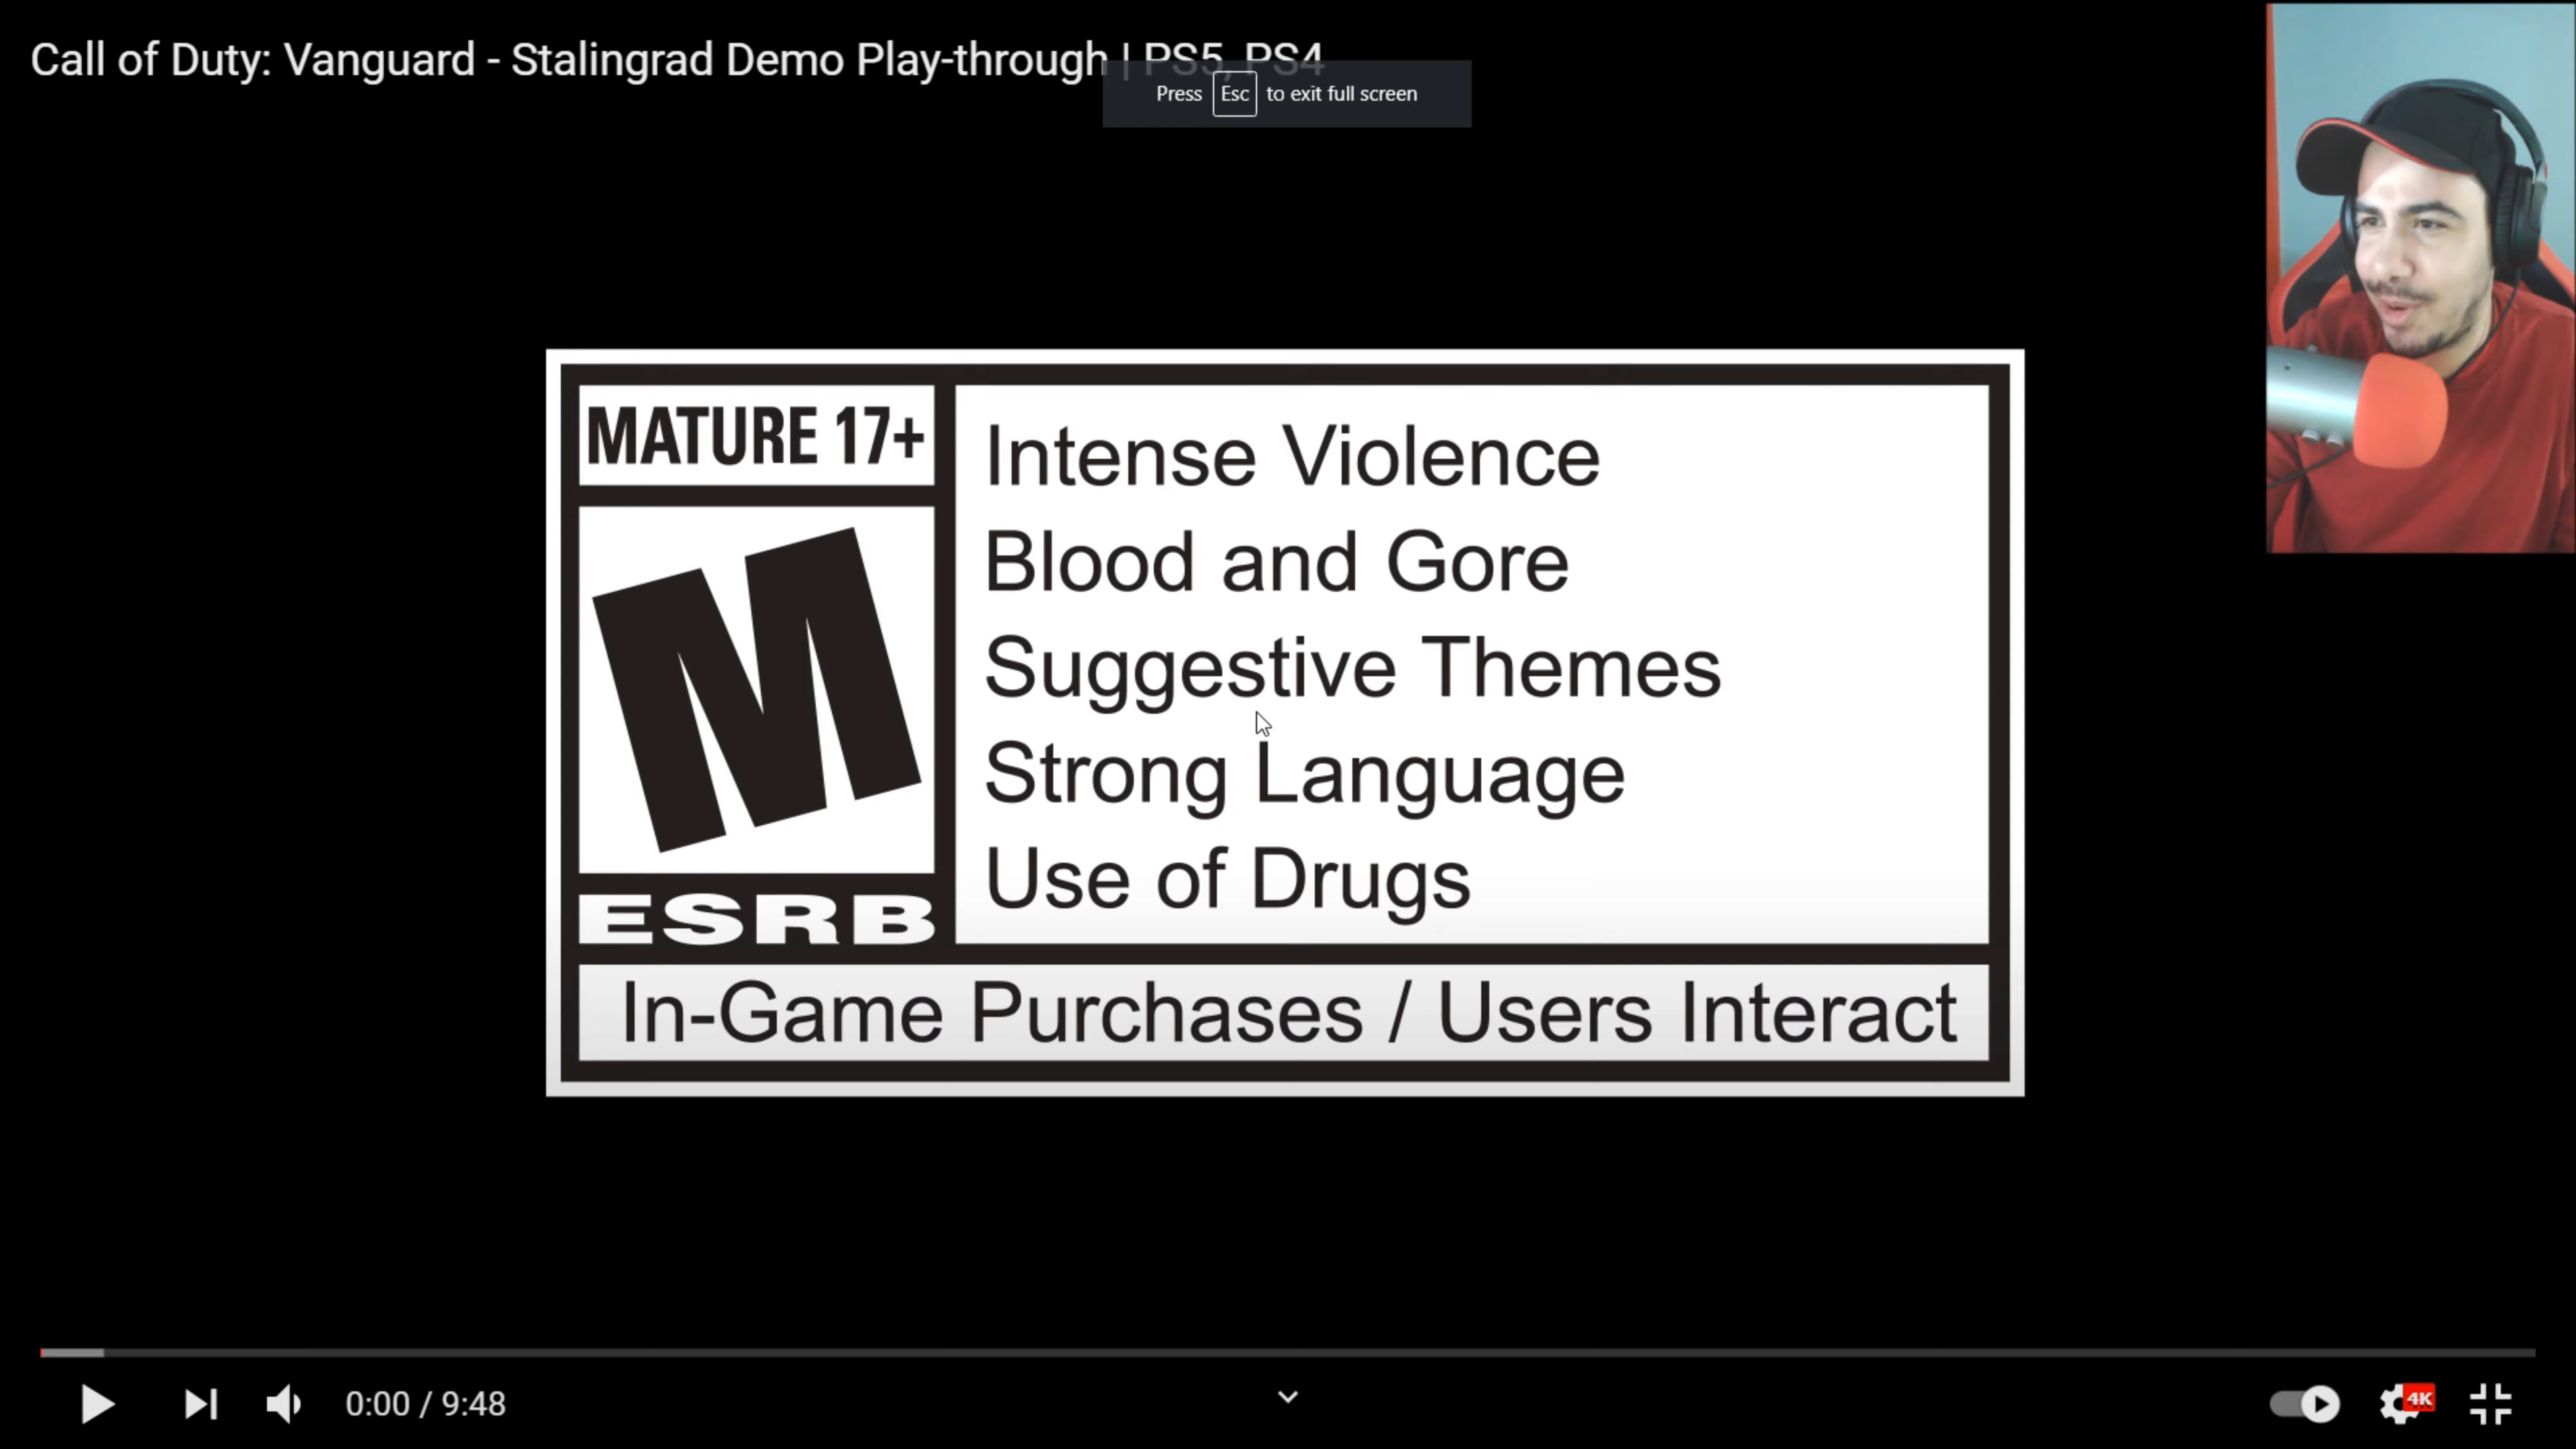 Call of Duty: Vanguard - Stalingrad Demo Play-through | PS5, PS4
Press Esc to exit full screen
MATURE 17+
M
ESRB
Intense Violence
Blood and Gore
Suggestive Themes
Strong Language
Use of Drugs
In-Game Purchases / Users Interact
0:00 / 9:48
4K